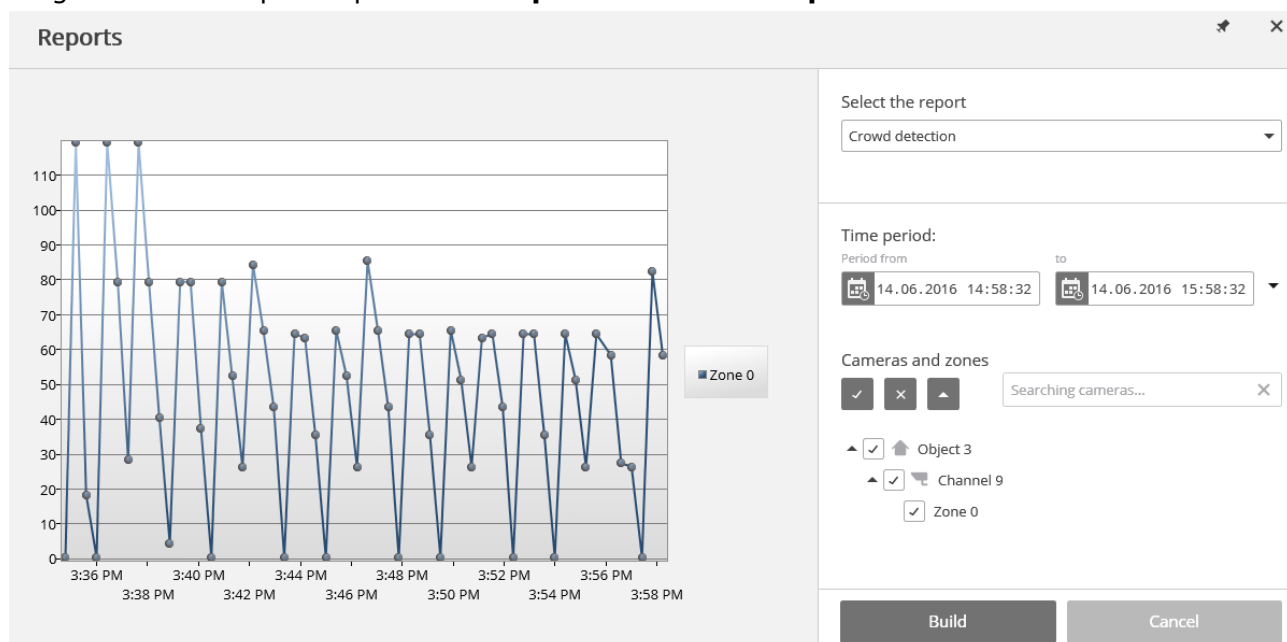 Reports
110
100
90
80
70
60
50
40
30
20
10
0
3:36 PM 3:40 PM 3:44 PM 3:48 PM 3:52 PM 3:56 PM
3:38 PM 3:42 PM 3:46 PM 3:50 PM 3:54 PM 3:58 PM
Zone 0
Select the report
Crowd detection
Time period:
Period from to
14.06.2016 14:58:32 14.06.2016 15:58:32
Cameras and zones
Searching cameras...
Object 3
Channel 9
Zone 0
Build Cancel